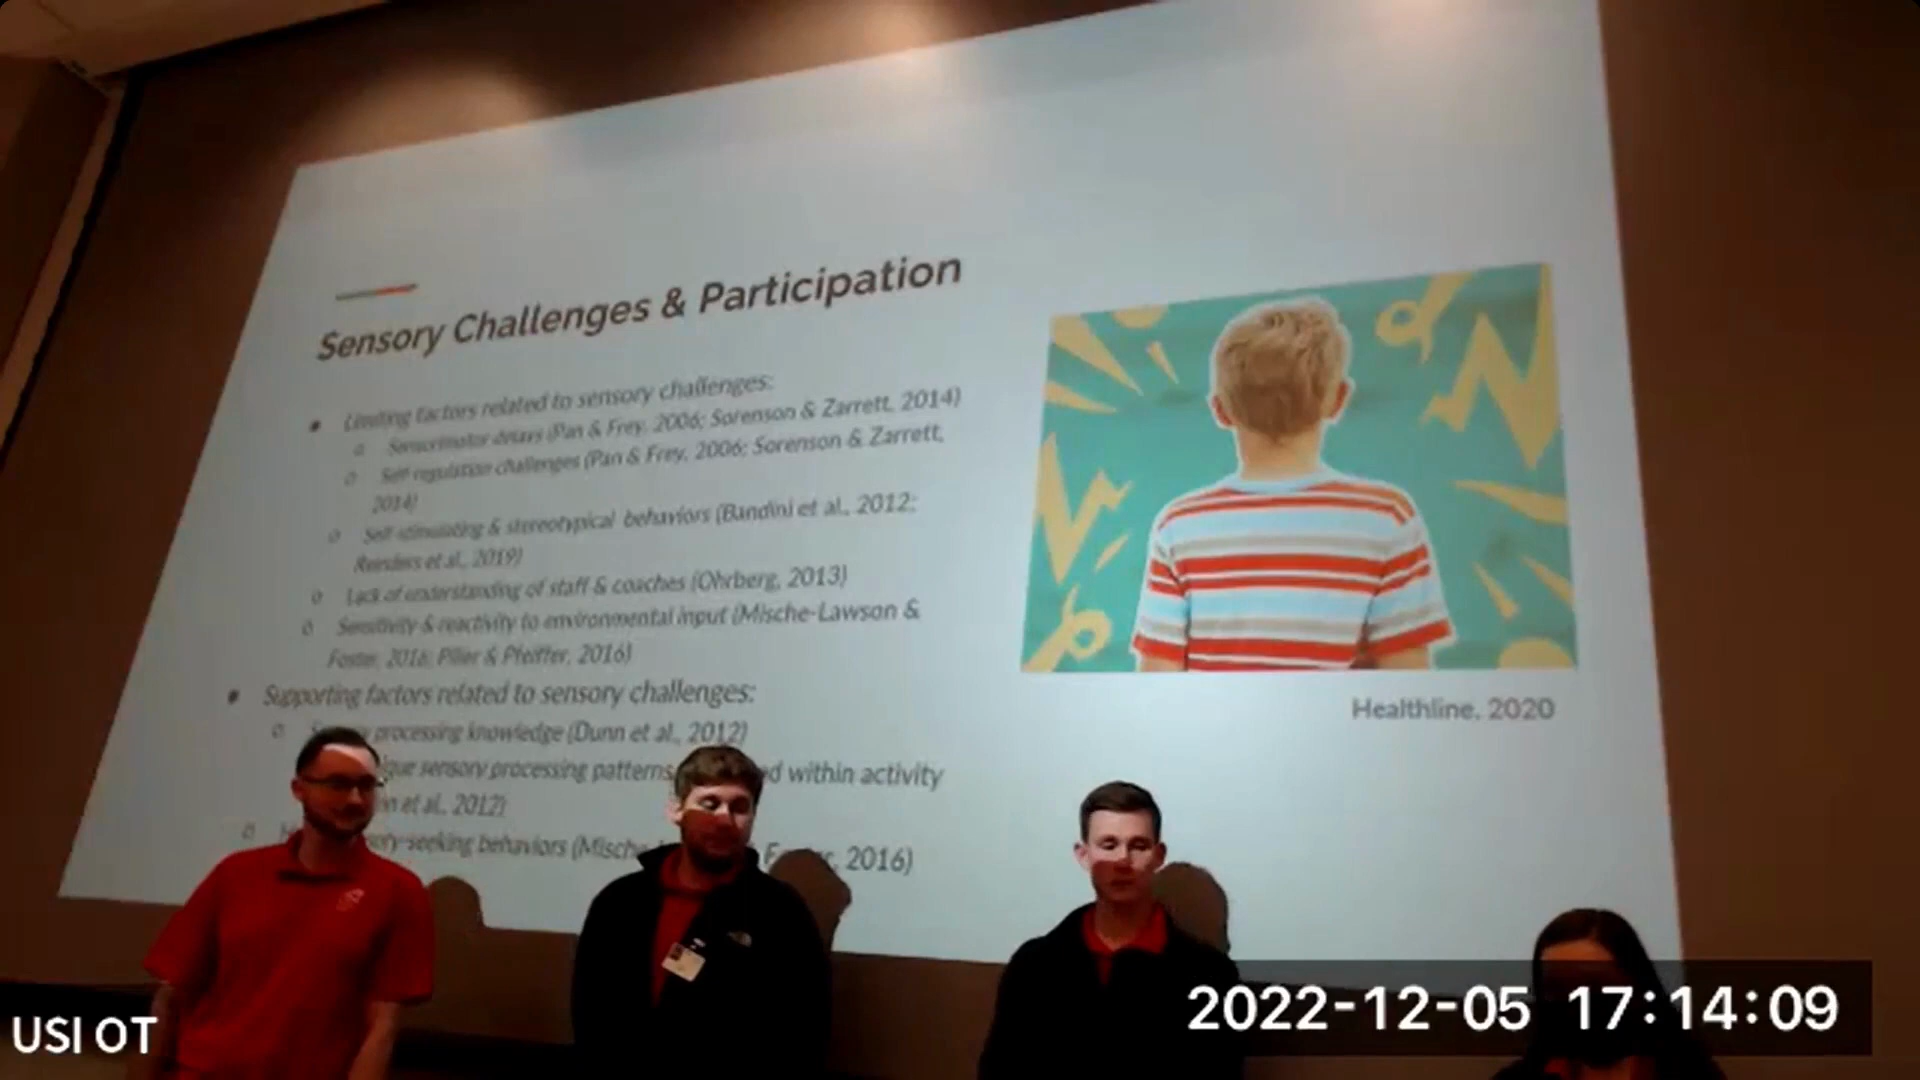 Sensory Challenges & Participation
Limiting factors related to sensory challenges:
Sensorimotor delays (Pan & Frey, 2006; Sorenson & Zarrett, 2014)
Self-regulation challenges (Pan & Frey, 2006; Sorenson & Zarrett,
2014)
Self-stimulating & stereotypical behaviors (Bandini et al., 2012;
Reinders et al., 2019)
Lack of understanding of staff & coaches (Ohrberg, 2013)
Sensitivity & reactivity to environmental input (Mische-Lawson &
Foster, 2016; Pfeiffer, 2016)
Supporting factors related to sensory challenges:
processing knowledge (Dunn et al., 2012)
sensory processing patterns within activity
et al., 2012)
seeking behaviors 2016)
Healthline, 2020
USI OT
2022-12-05 17:14:09